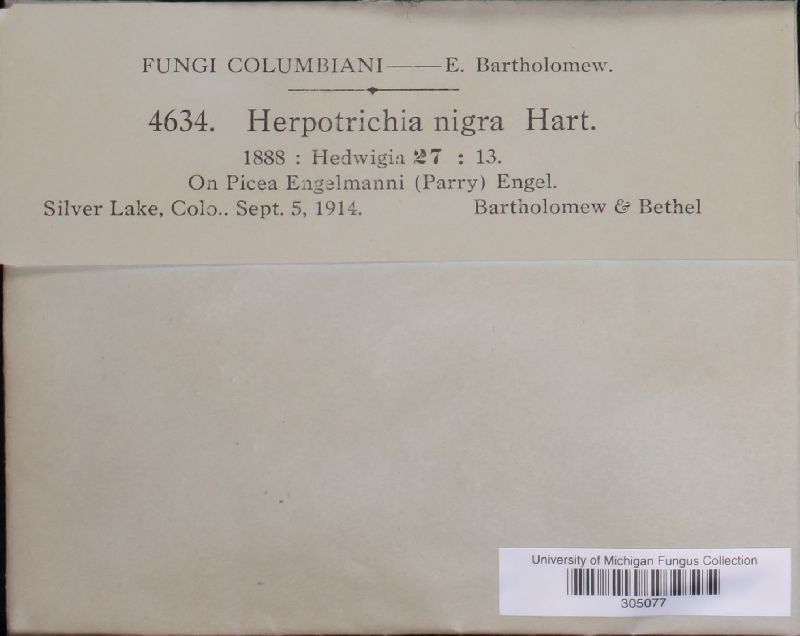 FUNGI COLUMBIANI——E. Bartholomew.
4634. Herpotrichia nigra Hart.
1888 : Hedwigia 27 : 13.
On Picea Engelmanni (Parry) Engel.
Silver Lake, Colo.. Sept. 5, 1914. Bartholomew & Bethel
University of Michigan Fungus Collection
305077